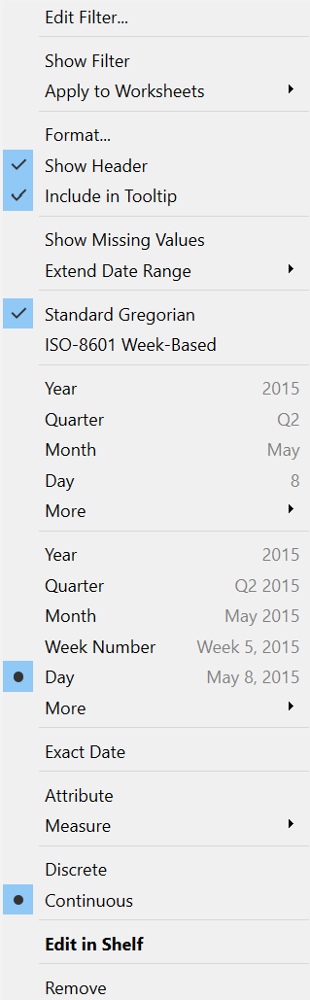 Edit Filter...
Show Filter
Apply to Worksheets
Format...
Show Header
Include in Tooltip
Show Missing Values
Extend Date Range
Standard Gregorian
ISO-8601 Week-Based
Year 2015
Quarter Q2
Month May
Day 8
More
Year 2015
Quarter Q2 2015
Month May 2015
Week Number Week 5, 2015
Day May 8, 2015
More
Exact Date
Attribute
Measure
Discrete
Continuous
Edit in Shelf
Remove